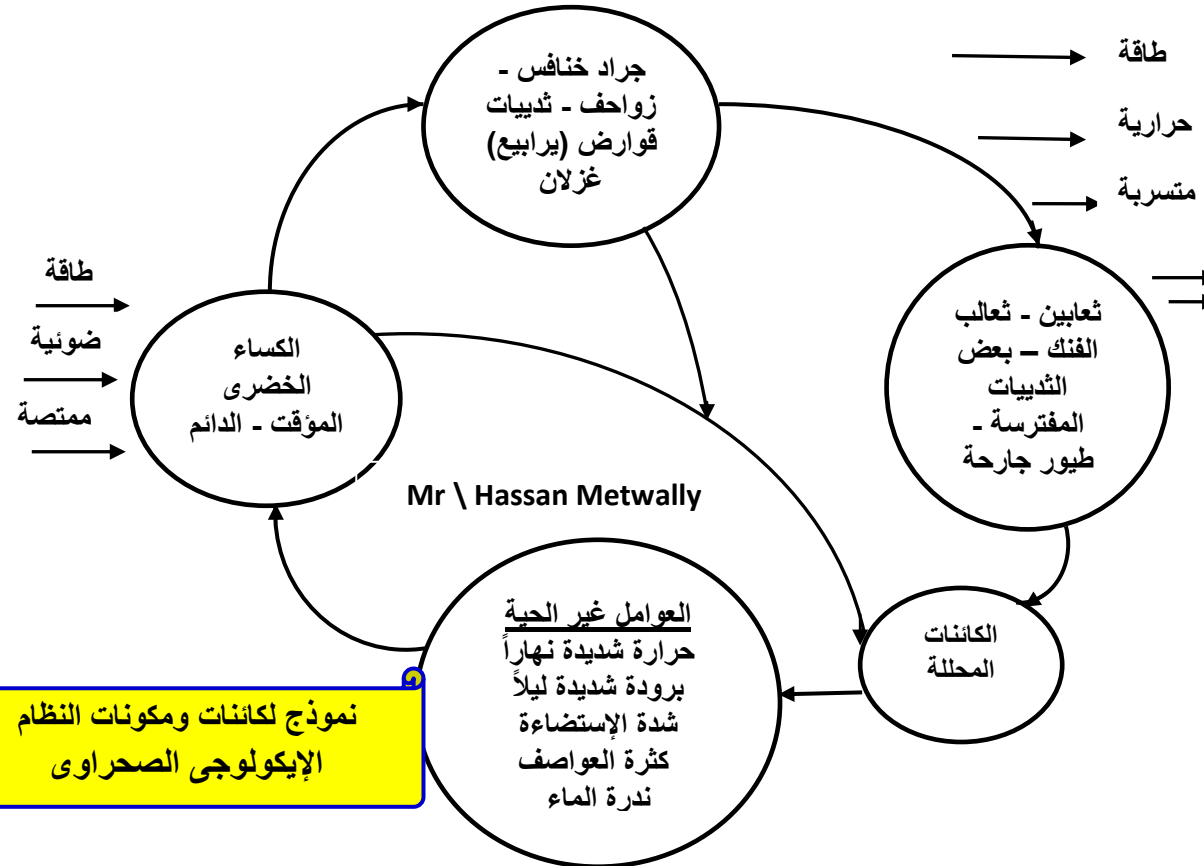 جراد خنافس -
زواحف - ثدييات
قوارض (يرابيع)
غزلان
طاقة
حرارية
متسربة
ثعابين - ثعالب
الفنك – بعض
الثدييات
المفترسة -
طيور جارحة
طاقة
ضوئية
ممتصة
الكساء
الخضرى
المؤقت - الدائم
Mr \ Hassan Metwally
الكائنات
المحللة
العوامل غير الحية
حرارة شديدة نهاراً
برودة شديدة ليلاً
شدة الإستضاءة
كثرة العواصف
ندرة الماء
نموذج لكائنات ومكونات النظام
الإيكولوجى الصحراوى